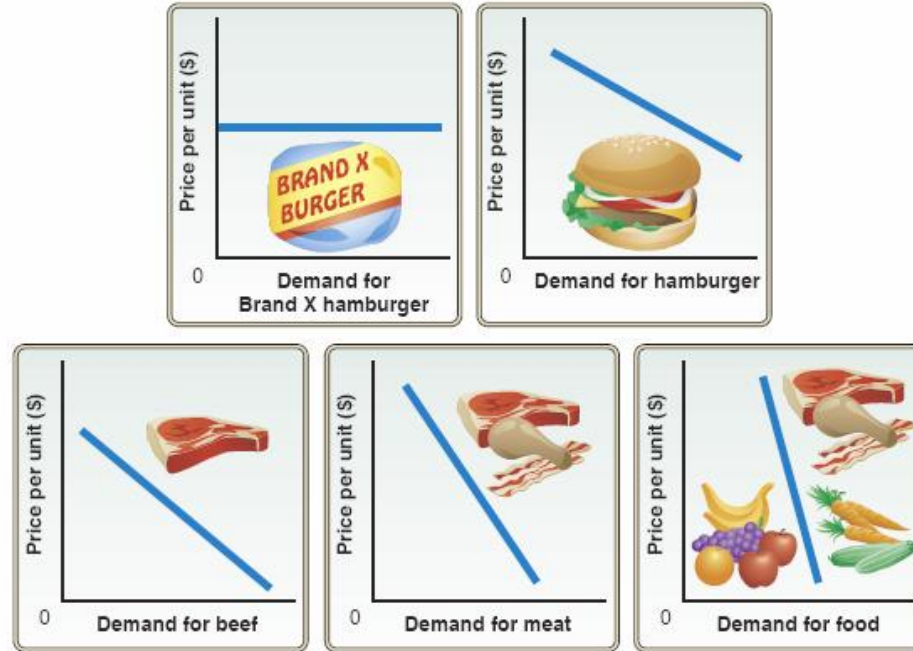 Price per unit ($)
BRAND X
BURGER
0
Demand for
Brand X hamburger
Price per unit ($)
0
Demand for hamburger
Price per unit ($)
0
Demand for beef
Price per unit ($)
0
Demand for meat
Price per unit ($)
0
Demand for food